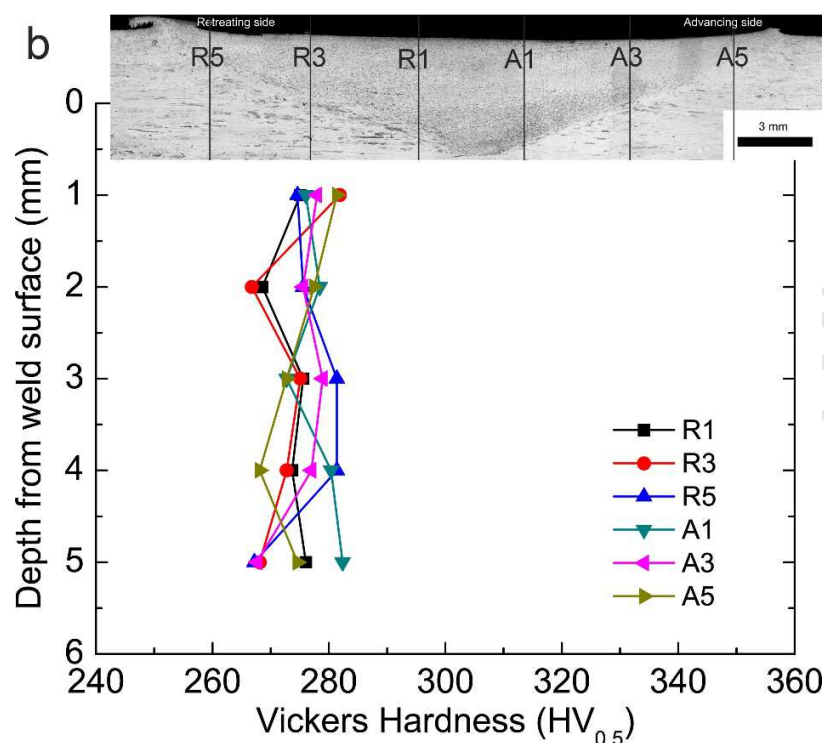 b
Retreating side
Advancing side
R5 R3 R1 A1 A3 A5
3 mm
0
1
2
3
4
5
6
Depth from weld surface (mm)
R1
R3
R5
A1
A3
A5
240 260 280 300 320 340 360
Vickers Hardness (HV0.5)